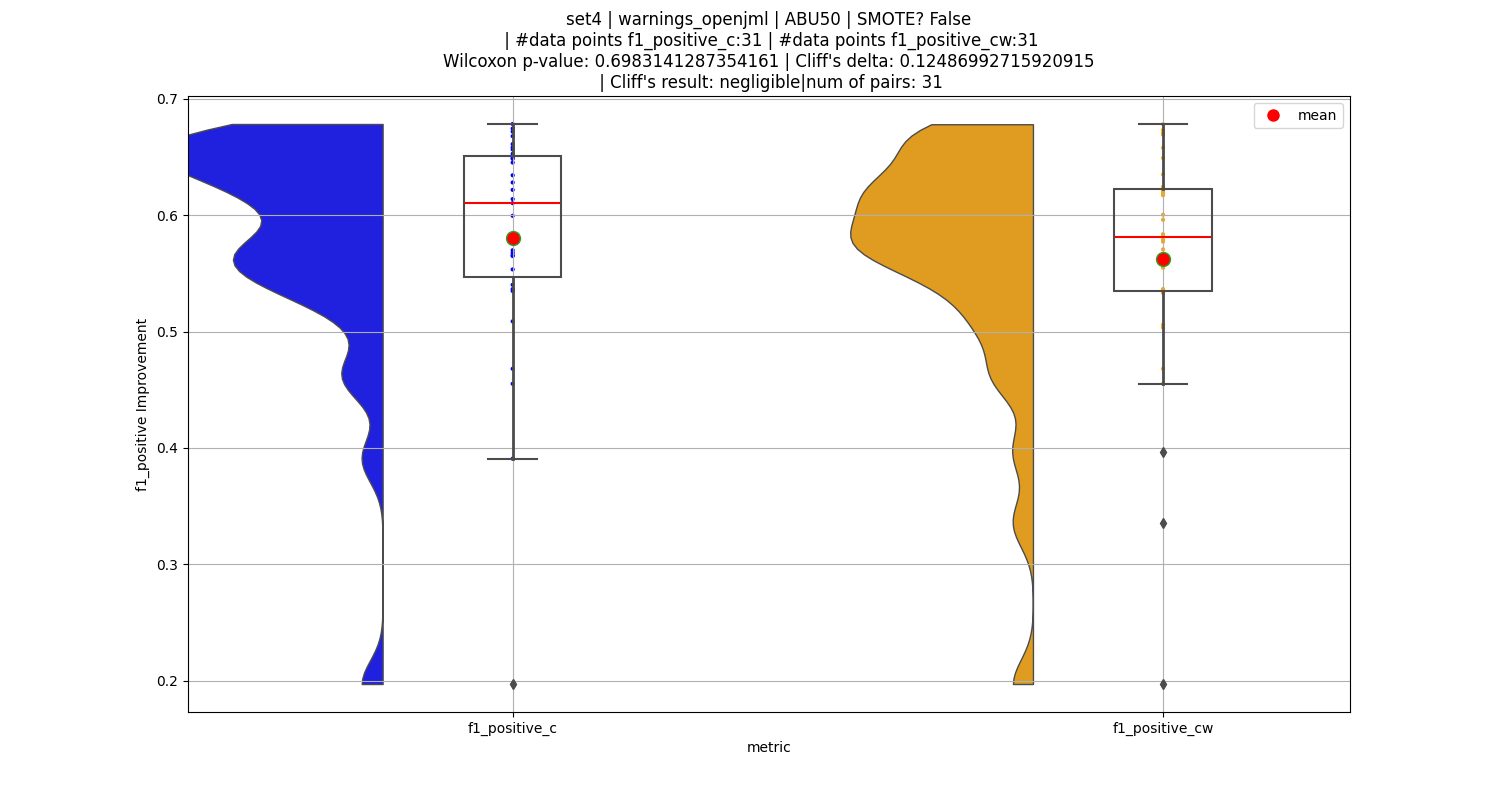 set4 | warnings_openjml | ABU50 | SMOTE? False
| #data points f1_positive_c:31 | #data points f1_positive_cw:31
Wilcoxon p-value: 0.6983141287354161 | Cliff's delta: 0.12486992715920915
| Cliff's result: negligible|num of pairs: 31
mean
0.7
0.6
0.5
0.4
0.3
0.2
f1_positive Improvement
f1_positive_c
f1_positive_cw
metric